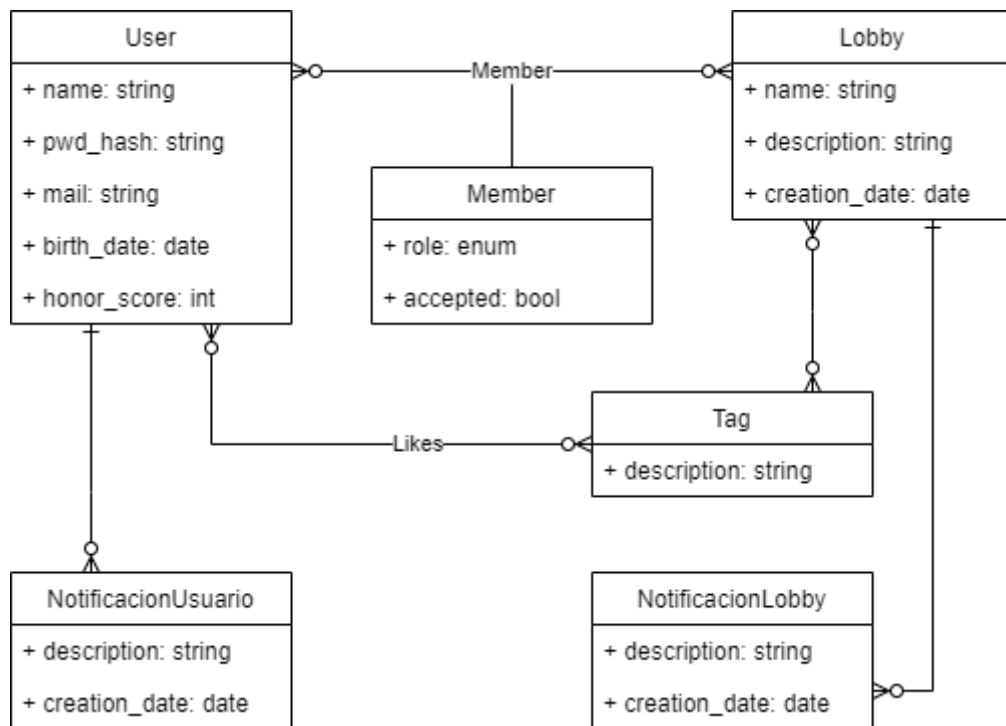 User
+ name: string
+ pwd_hash: string
+ mail: string
+ birth_date: date
+ honor_score: int
Member
Member
+ role: enum
+ accepted: bool
Lobby
+ name: string
+ description: string
+ creation_date: date
Likes
Tag
+ description: string
NotificacionUsuario
+ description: string
+ creation_date: date
NotificacionLobby
+ description: string
+ creation_date: date